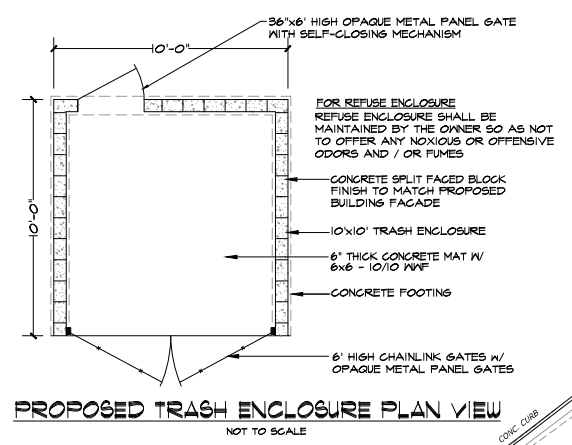 36"x6' HIGH OPAQUE METAL PANEL GATE
WITH SELF-CLOSING MECHANISM
10'-0"
FOR REFUSE ENCLOSURE
REFUSE ENCLOSURE SHALL BE
MAINTAINED BY THE OWNER SO AS NOT
TO OFFER ANY NOXIOUS OR OFFENSIVE
ODORS AND / OR FUMES
CONCRETE SPLIT FACED BLOCK
FINISH TO MATCH PROPOSED
BUILDING FACADE
10'-0"
10'x10' TRASH ENCLOSURE
6" THICK CONCRETE MAT W/
6x6 - 10/10 WWF
CONCRETE FOOTING
6' HIGH CHAINLINK GATES W/
OPAQUE METAL PANEL GATES
PROPOSED TRASH ENCLOSURE PLAN VIEW
NOT TO SCALE
CONC. CURB